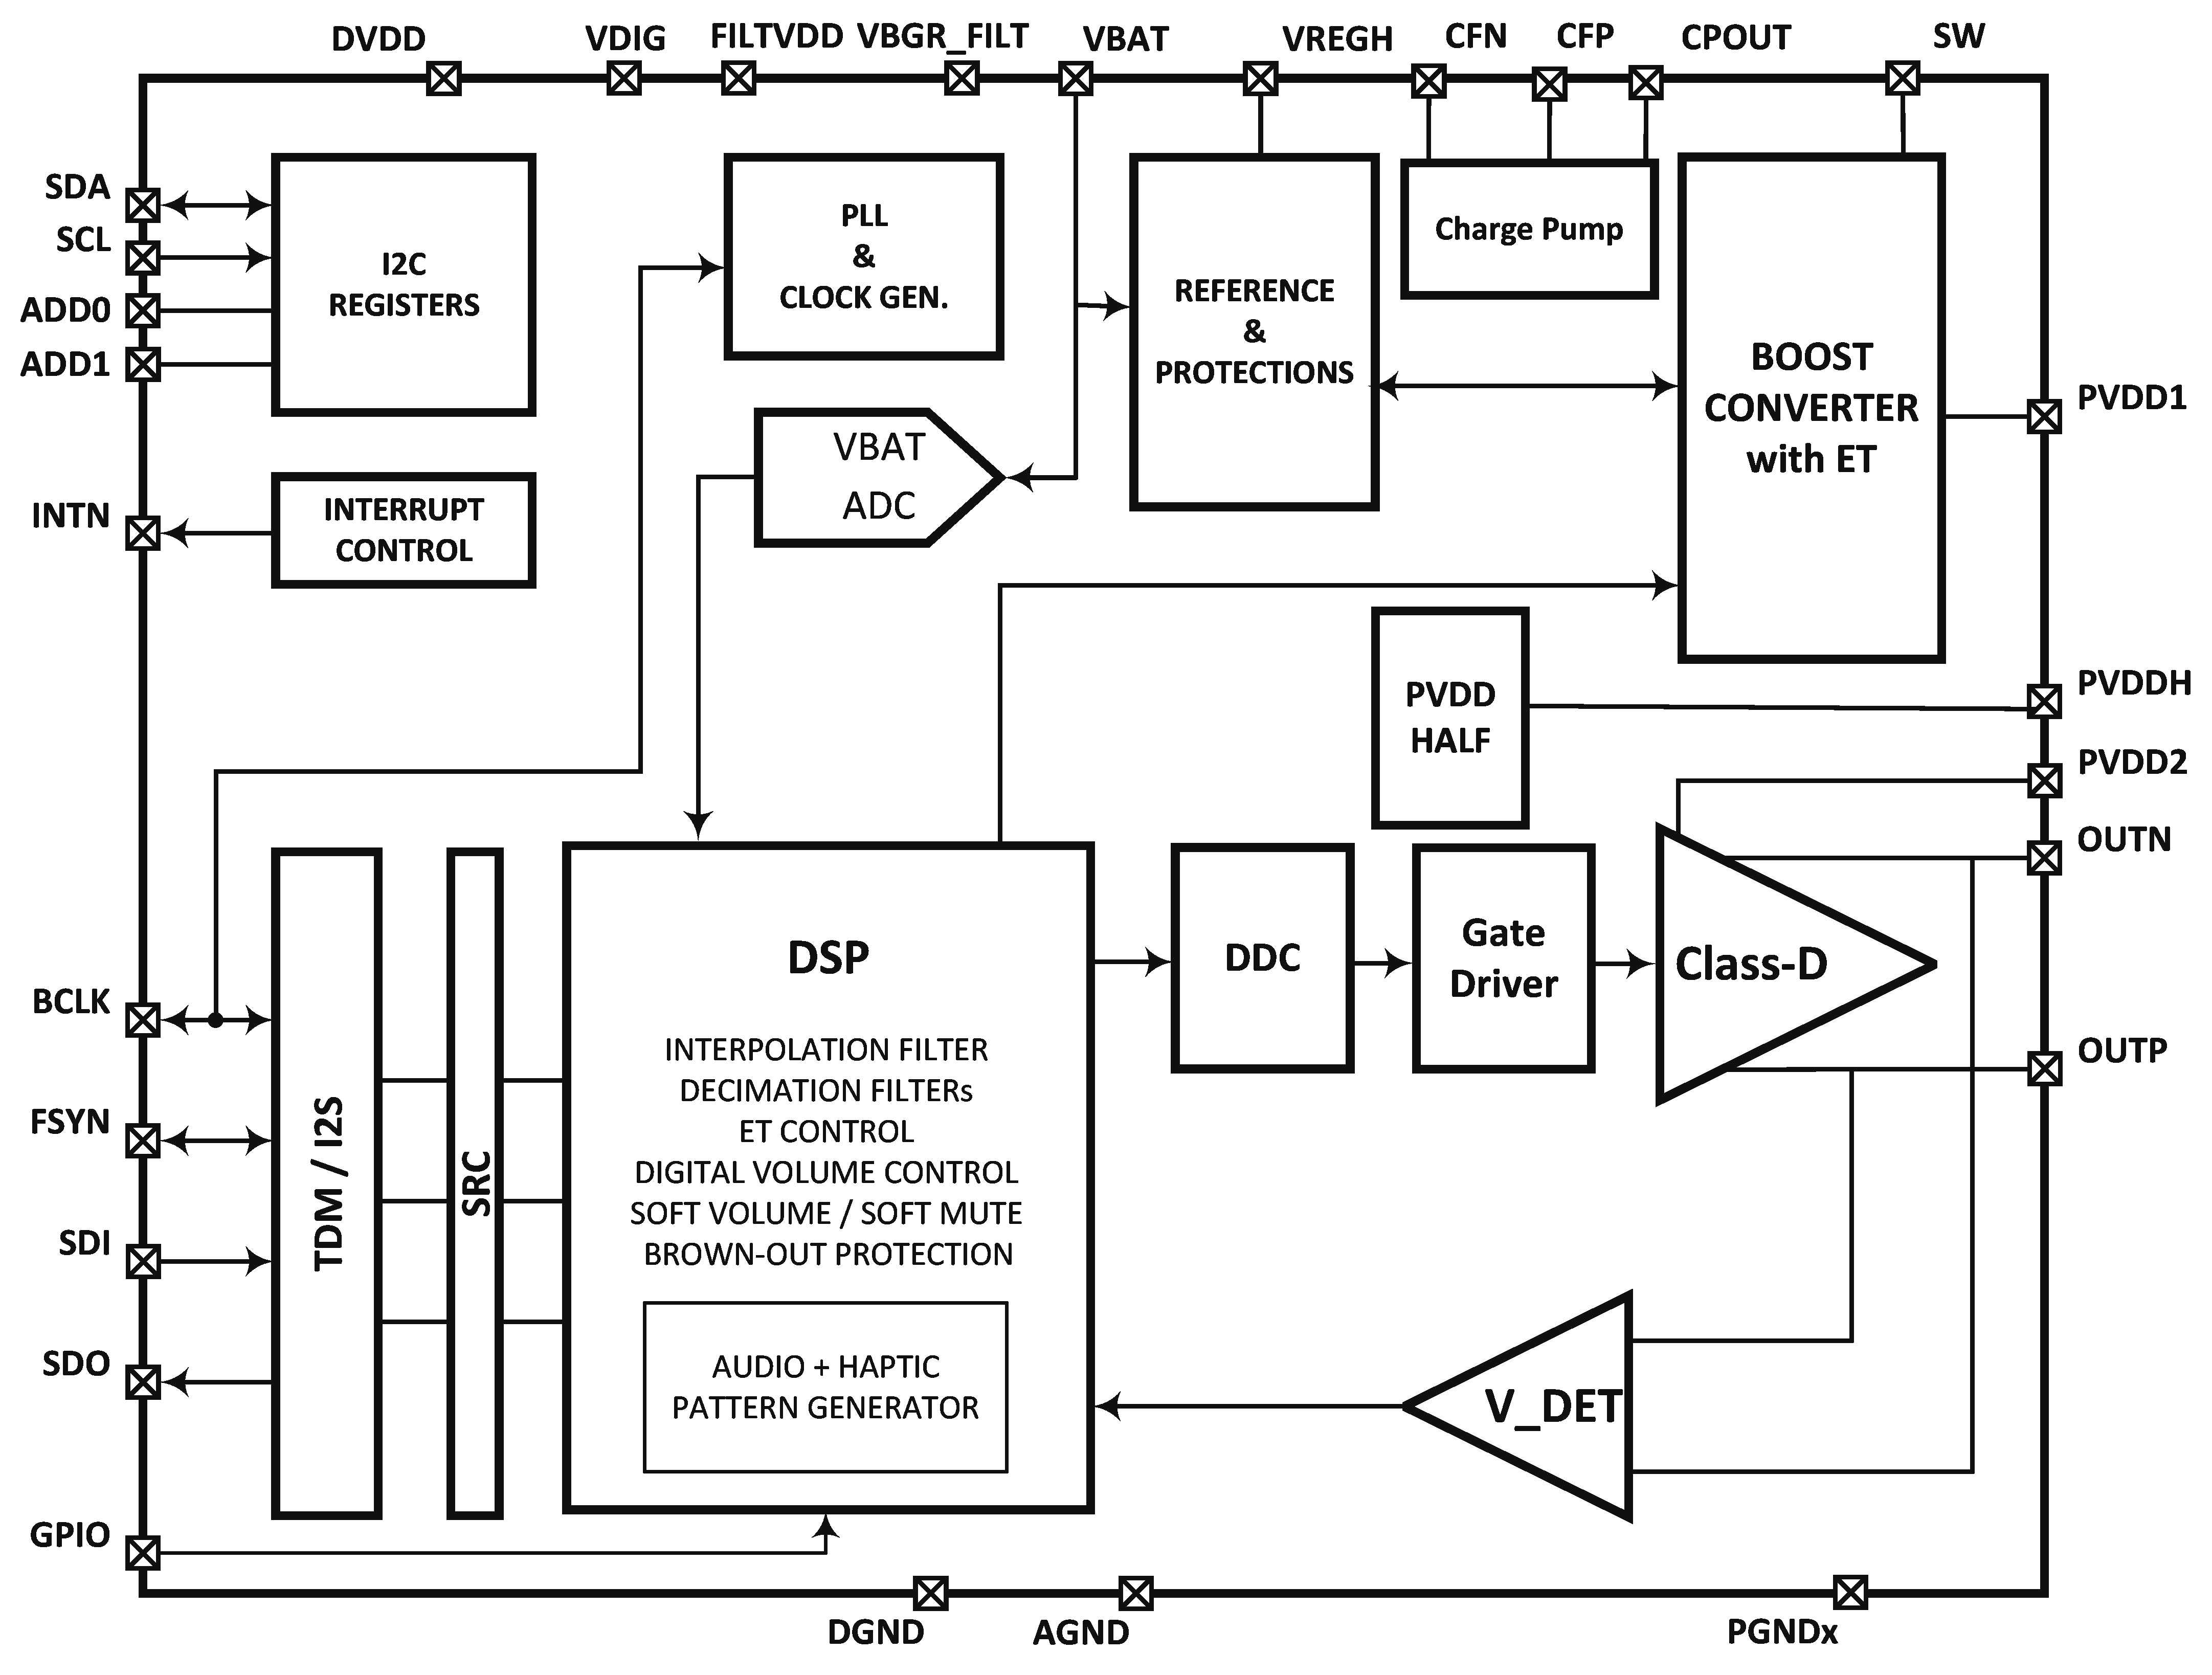 DVDD
VDIG
FILTVDD
VBGR_FILT
VBAT
VREGH
CFN
CFP
CPOUT
SW
SDA
SCL
ADD0
ADD1
I2C
REGISTERS
PLL
&
CLOCK GEN.
REFERENCE
&
PROTECTIONS
Charge Pump
BOOST
CONVERTER
with ET
PVDD1
INTN
INTERRUPT
CONTROL
VBAT
ADC
PVDD
HALF
PVDDH
PVDD2
OUTN
OUTP
BCLK
FSYN
SDI
SDO
GPIO
TDM / I2S
SRC
DSP
INTERPOLATION FILTER
DECIMATION FILTERs
ET CONTROL
DIGITAL VOLUME CONTROL
SOFT VOLUME / SOFT MUTE
BROWN-OUT PROTECTION
AUDIO + HAPTIC
PATTERN GENERATOR
DDC
Gate
Driver
Class-D
V_DET
DGND
AGND
PGNDx